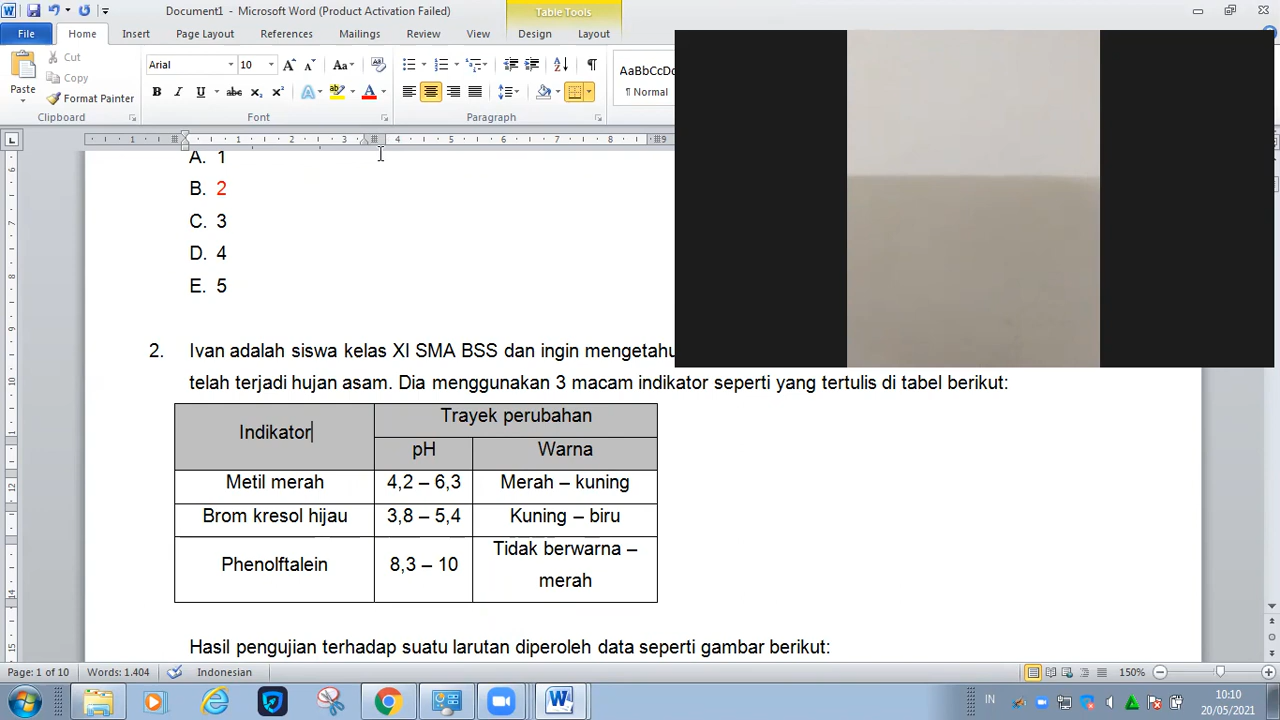 Document1 - Microsoft Word (Product Activation Failed)
Table Tools
File Home Insert Page Layout References Mailings Review View Design Layout
Paste
Cut
Copy
Format Painter
Clipboard
Arial 10
Font
Paragraph
AaBbCcDc
¶ Normal
A. 1
B. 2
C. 3
D. 4
E. 5
2. Ivan adalah siswa kelas XI SMA BSS dan ingin mengetahu
telah terjadi hujan asam. Dia menggunakan 3 macam indikator seperti yang tertulis di tabel berikut:
Indikator Trayek perubahan
pH Warna
Metil merah 4,2 – 6,3 Merah – kuning
Brom kresol hijau 3,8 – 5,4 Kuning – biru
Phenolftalein 8,3 – 10 Tidak berwarna –
merah
Hasil pengujian terhadap suatu larutan diperoleh data seperti gambar berikut:
Page: 1 of 10 Words: 1.404 Indonesian 150%
IN 10:10
20/05/2021